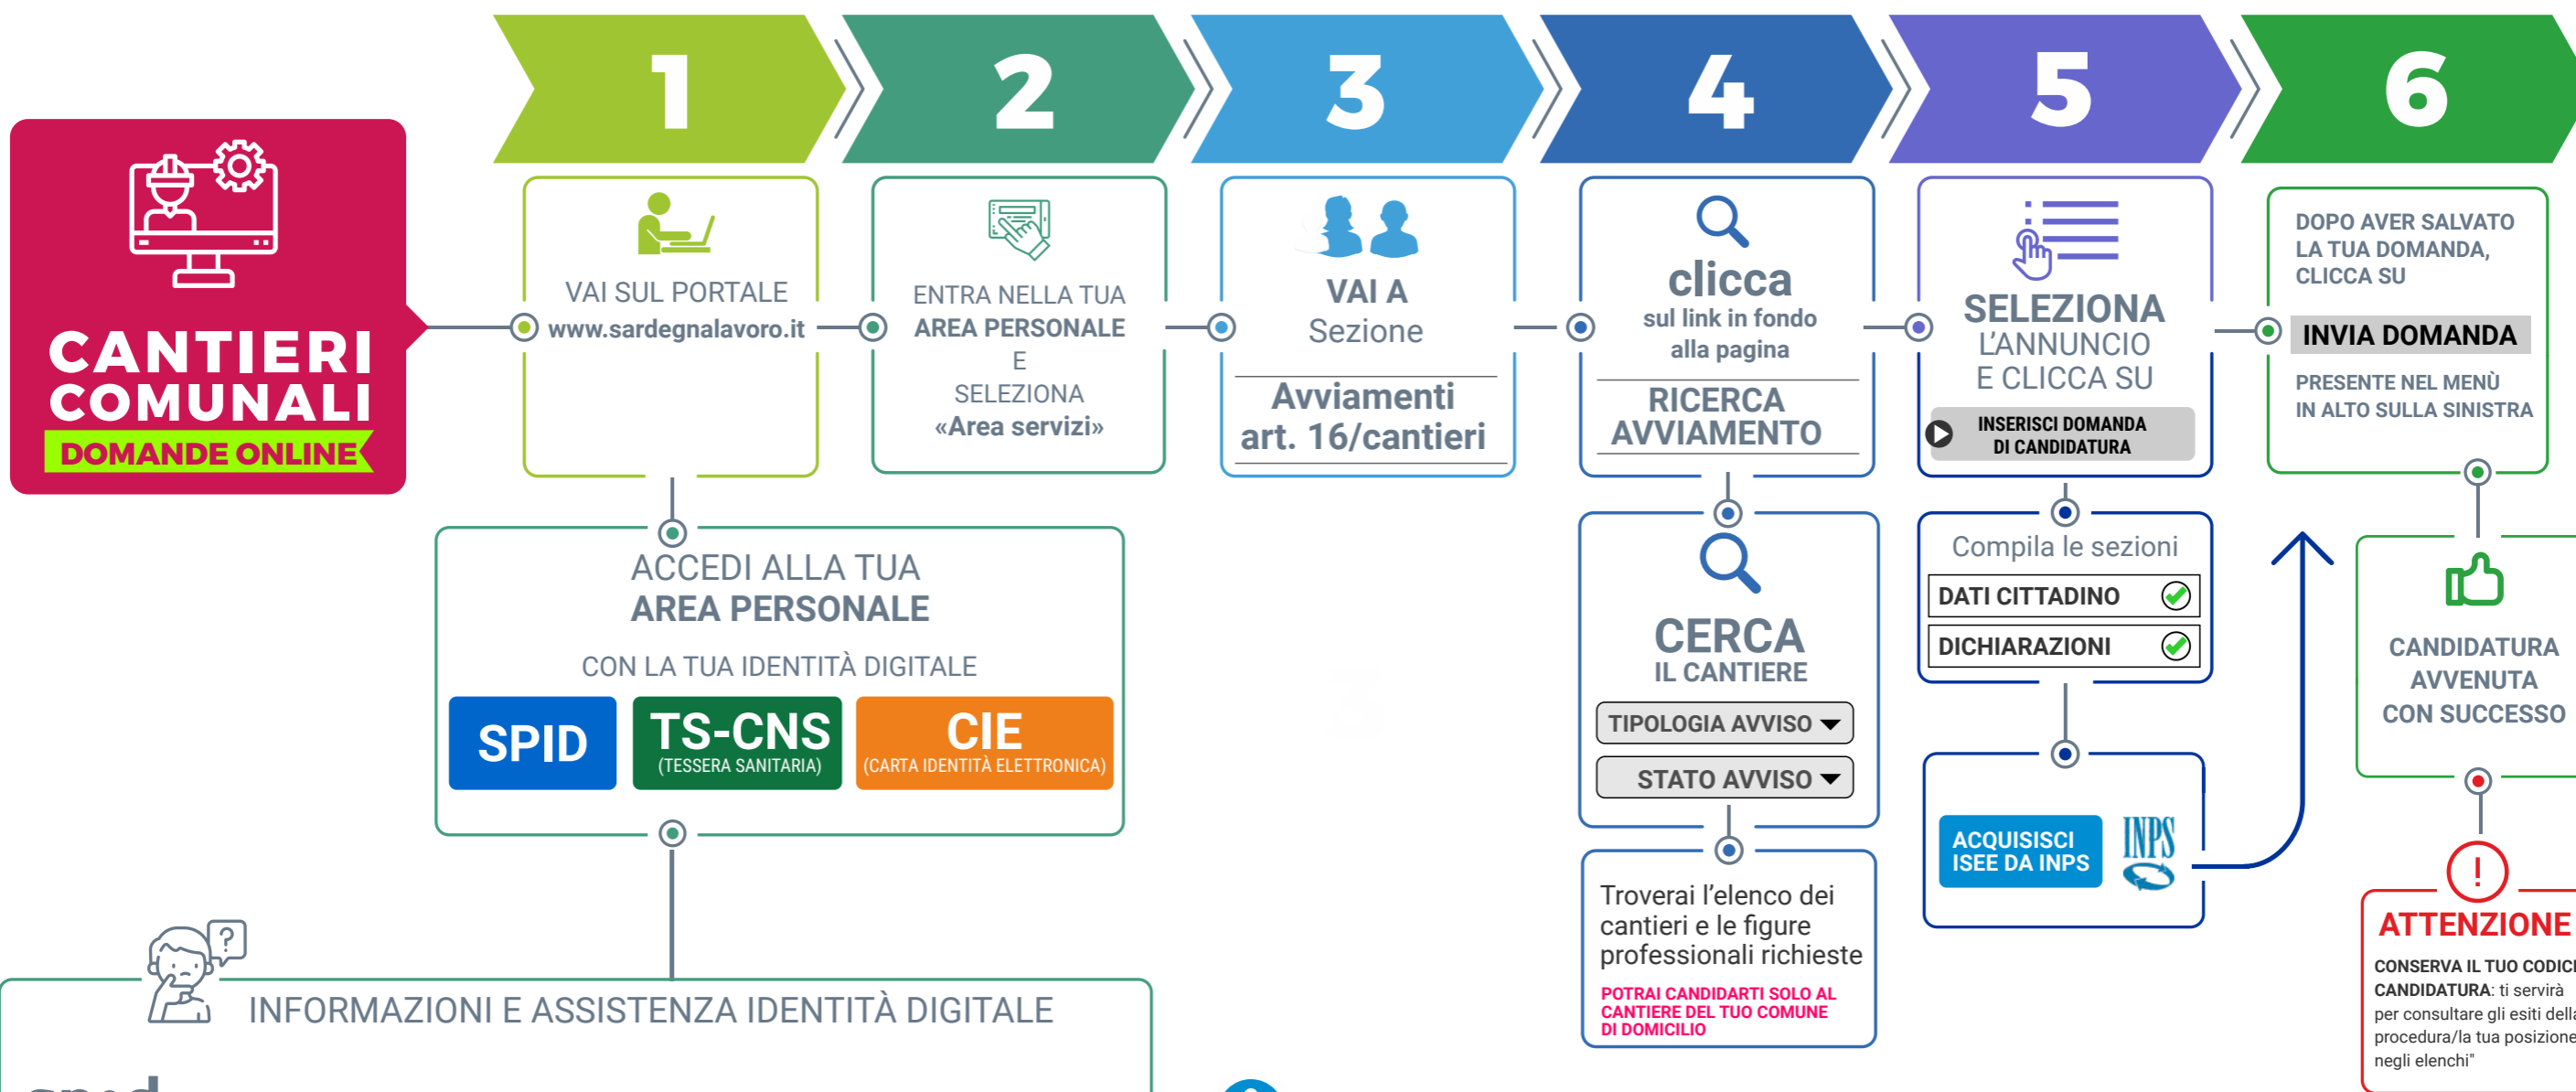 CANTIERI
COMUNALI
DOMANDE ONLINE
1
VAI SUL PORTALE
www.sardegnalavoro.it
ACCEDI ALLA TUA
AREA PERSONALE
CON LA TUA IDENTITÀ DIGITALE
SPID
TS-CNS
(TESSERA SANITARIA)
CIE
(CARTA IDENTITÀ ELETTRONICA)
?
INFORMAZIONI E ASSISTENZA IDENTITÀ DIGITALE
2
ENTRA NELLA TUA
AREA PERSONALE
E
SELEZIONA
«Area servizi»
3
VAI A
Sezione
Avviamenti
art. 16/cantieri
4
clicca
sul link in fondo
alla pagina
RICERCA
AVVIAMENTO
CERCA
IL CANTIERE
TIPOLOGIA AVVISO
STATO AVVISO
Troverai l'elenco dei
cantieri e le figure
professionali richieste
POTRAI CANDIDARTI SOLO AL
CANTIERE DEL TUO COMUNE
DI DOMICILIO
5
SELEZIONA
L'ANNUNCIO
E CLICCA SU
INSERISCI DOMANDA
DI CANDIDATURA
Compila le sezioni
DATI CITTADINO
DICHIARAZIONI
ACQUISISCI
ISEE DA INPS
INPS
6
DOPO AVER SALVATO
LA TUA DOMANDA,
CLICCA SU
INVIA DOMANDA
PRESENTE NEL MENÙ
IN ALTO SULLA SINISTRA
CANDIDATURA
AVVENUTA
CON SUCCESSO
!
ATTENZIONE
CONSERVA IL TUO
CANDIDATURA: ti servirà
per consultare gli esiti
procedura/la tua posizione
negli elenchi"